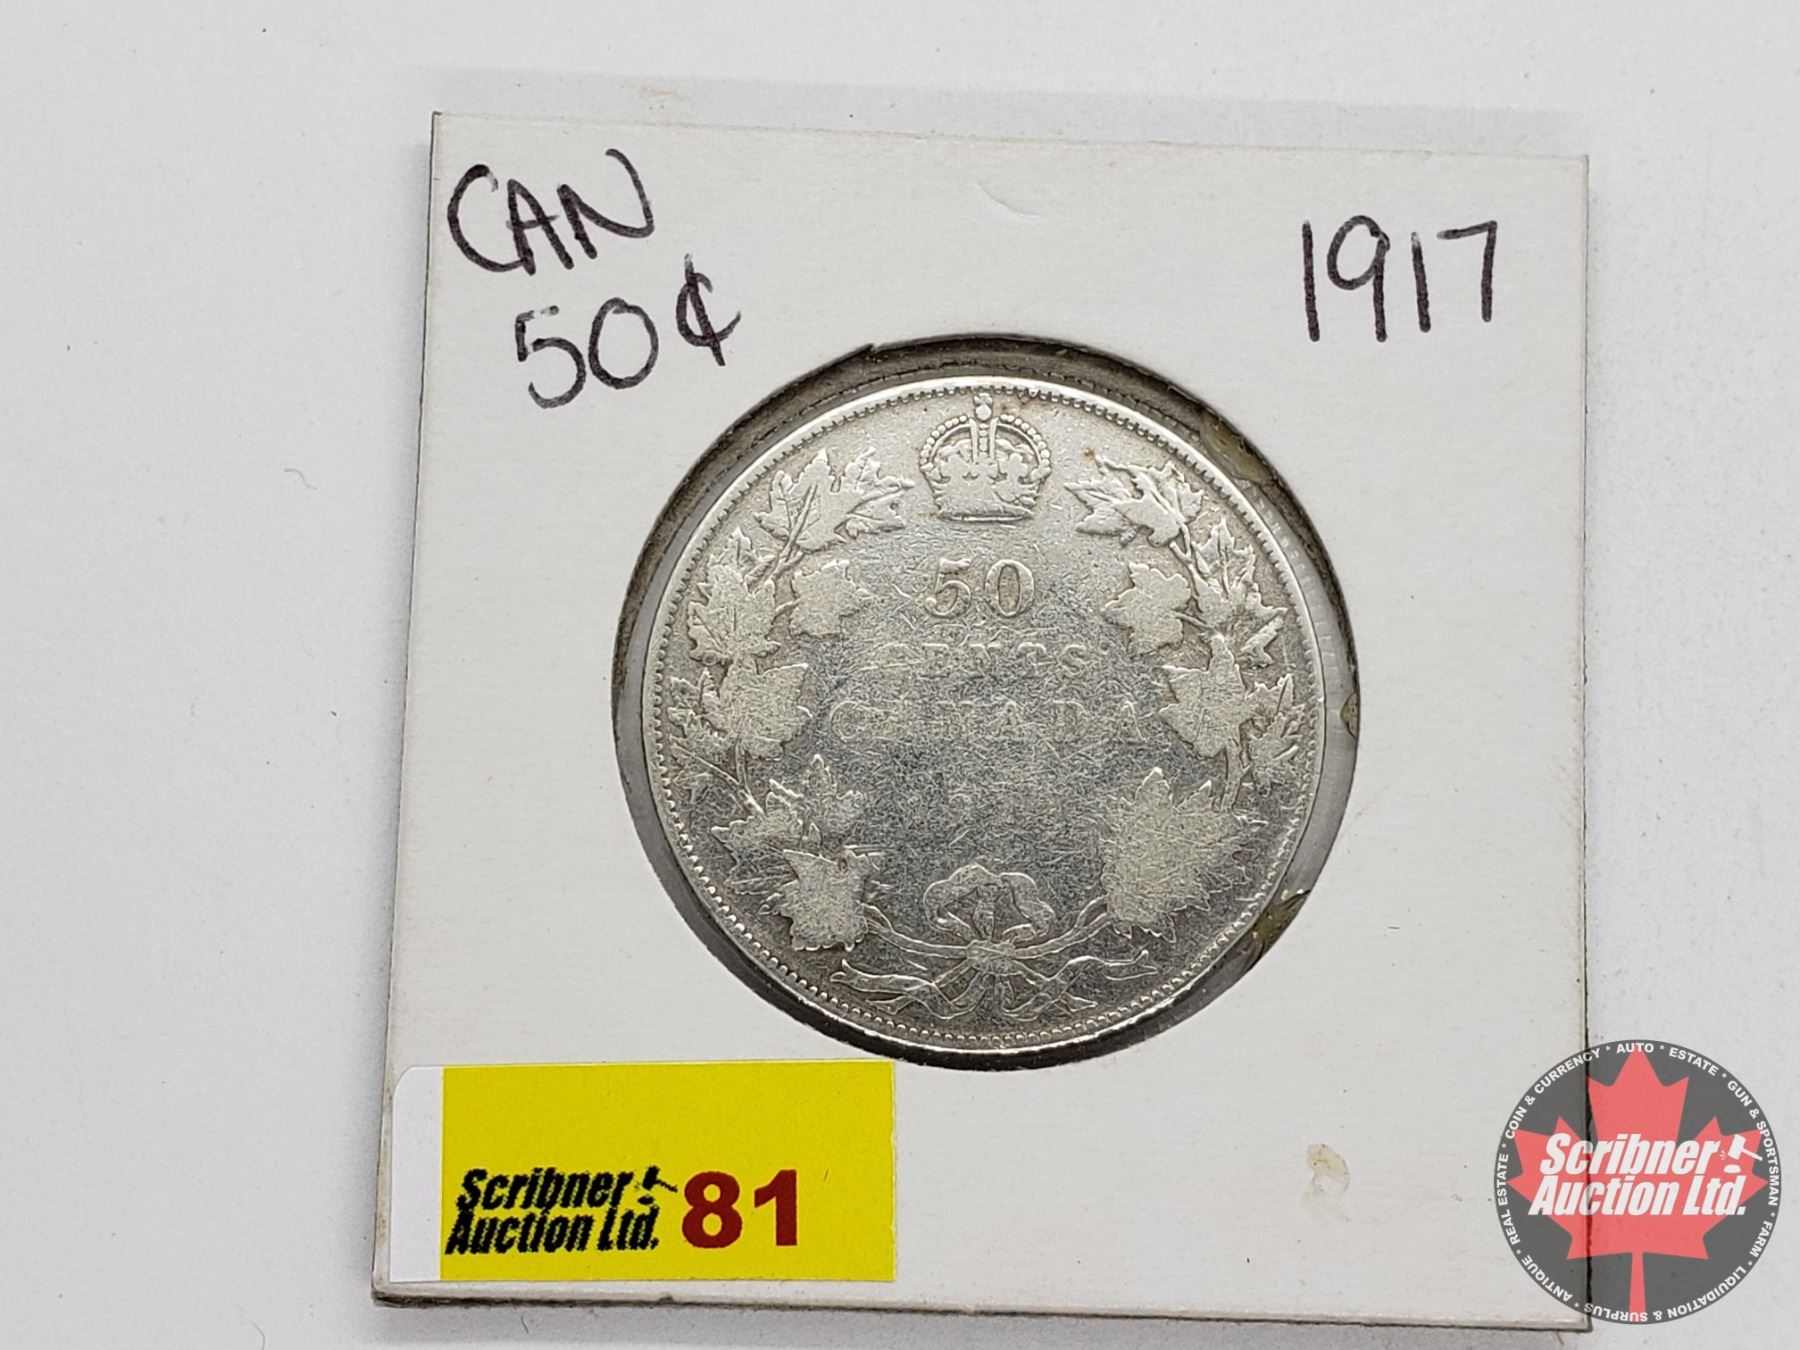 CAN
50¢
1917
50
CENTS
CANADA
Scribner
Auction Ltd.
81
COIN & CURRENCY * AUTO * ESTATE * GUN & SPORTSMAN * FARM * LIQUIDATION & SURPLUS * ANTIQUE * REAL ESTATE *
Scribner
Auction Ltd.